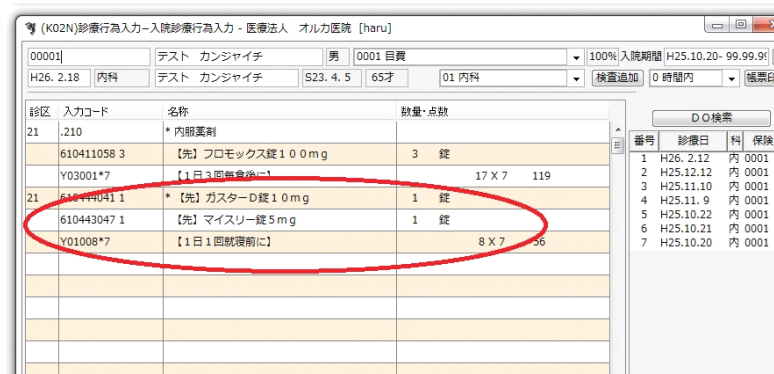 (K02N)診療行為入力-入院診療行為入力 - 医療法人 オルカ医院 [haru]
00001 テスト カンジャイチ 男 0001 自費 100% 入院期間 H25.10.20- 99.99.99
H26. 2.18 内科 テスト カンジャイチ S23. 4. 5 65才 01 内科 検査追加 0 時間内 帳票印
診区 入力コード 名称 数量・点数
21 .210 * 内服薬剤
610411058 3 【先】フロモックス錠100mg 3 錠
Y03001*7 【1日3回毎食後に】 17 X 7 119
21 610444041 1 * 【先】ガスターD錠10mg 1 錠
610443047 1 【先】マイスリー錠5mg 1 錠
Y01008*7 【1日1回就寝前に】 8 X 7 56
DO検索
番号 診療日 科 保険
1 H26. 2.12 内 0001
2 H25.12.12 内 0001
3 H25.11.10 内 0001
4 H25.11. 9 内 0001
5 H25.10.22 内 0001
6 H25.10.21 内 0001
7 H25.10.20 内 0001